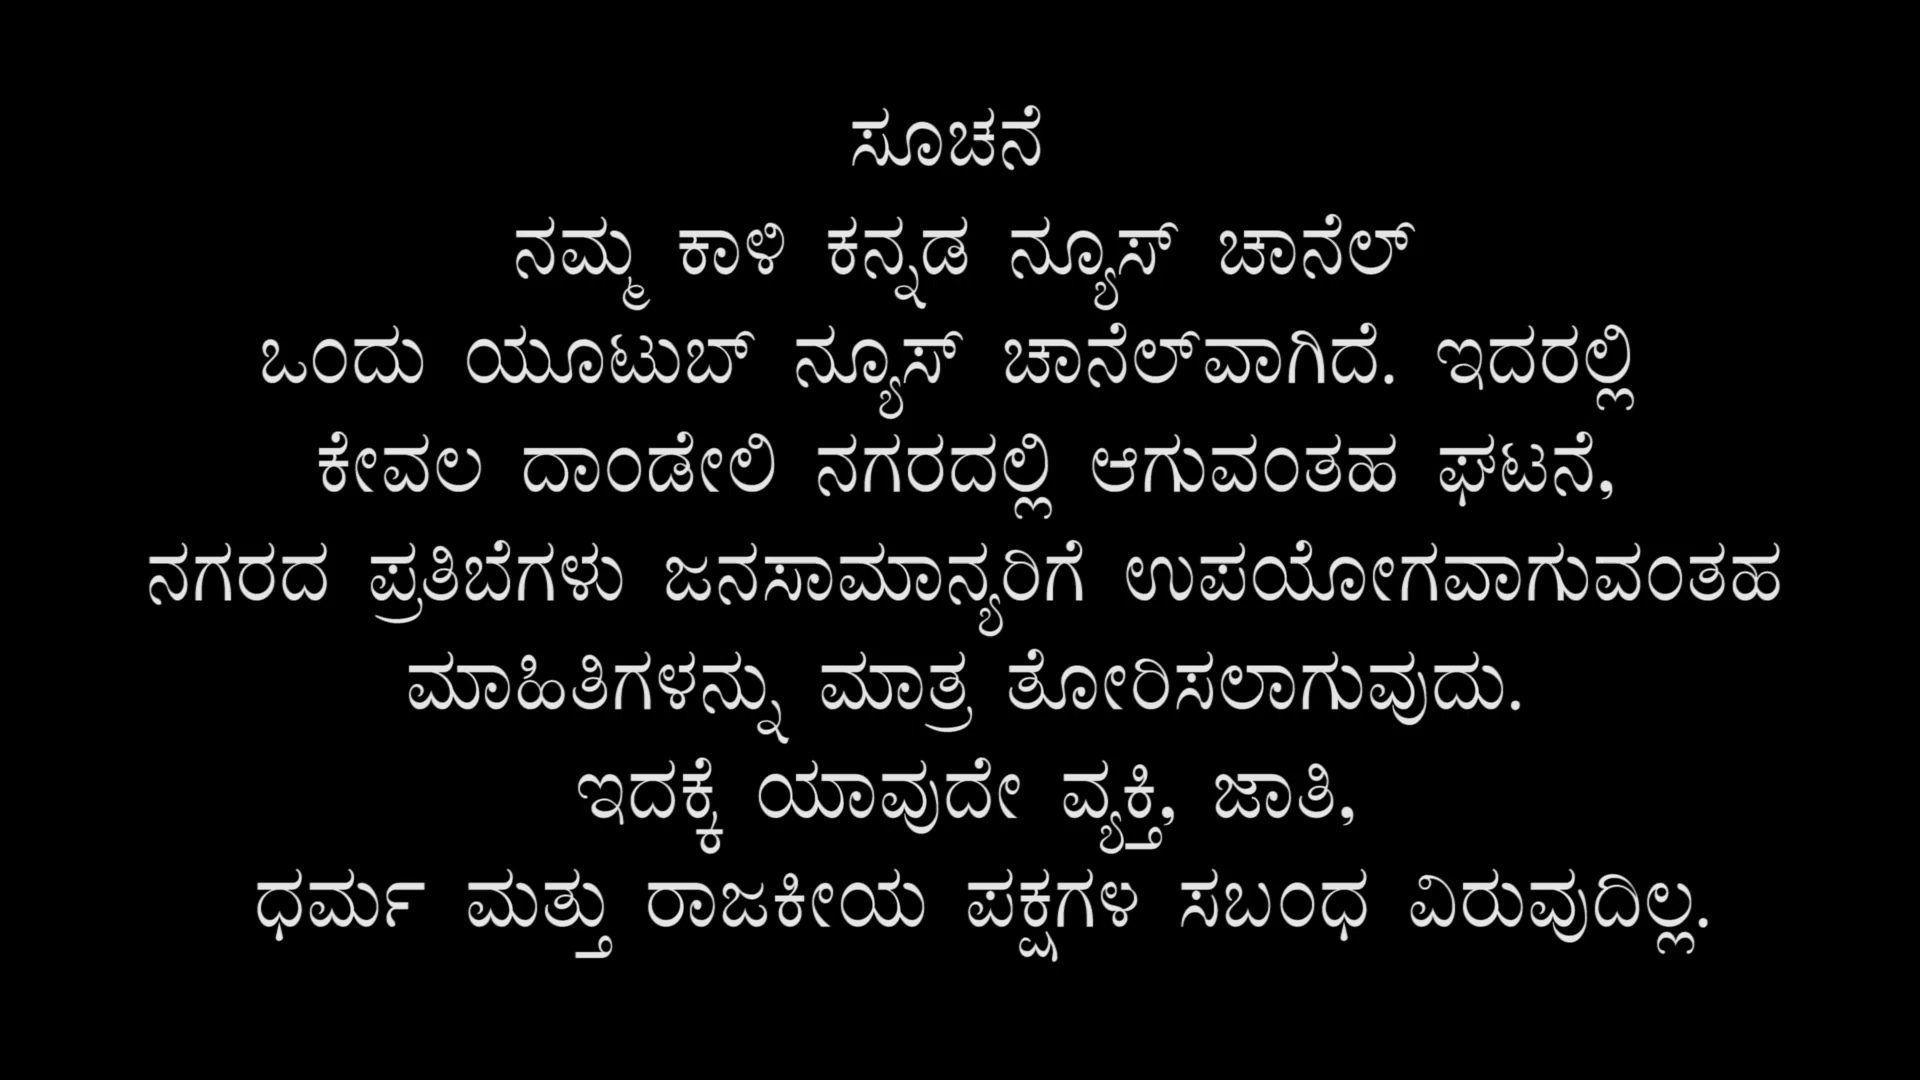 ಸೂಚನೆ
ನಮ್ಮ ಕಾಳಿ ಕನ್ನಡ ನ್ಯೂಸ್ ಚಾನೆಲ್
ಒಂದು ಯೂಟುಬ್ ನ್ಯೂಸ್ ಚಾನೆಲ್‌ವಾಗಿದೆ. ಇದರಲ್ಲಿ
ಕೇವಲ ದಾಂಡೇಲಿ ನಗರದಲ್ಲಿ ಆಗುವಂತಹ ಘಟನೆ,
ನಗರದ ಪ್ರತಿಬೆಗಳು ಜನಸಾಮಾನ್ಯರಿಗೆ ಉಪಯೋಗವಾಗುವಂತಹ
ಮಾಹಿತಿಗಳನ್ನು ಮಾತ್ರ ತೋರಿಸಲಾಗುವುದು.
ಇದಕ್ಕೆ ಯಾವುದೇ ವ್ಯಕ್ತಿ, ಜಾತಿ,
ಧರ್ಮ ಮತ್ತು ರಾಜಕೀಯ ಪಕ್ಷಗಳ ಸಬಂಧ ವಿರುವುದಿಲ್ಲ.